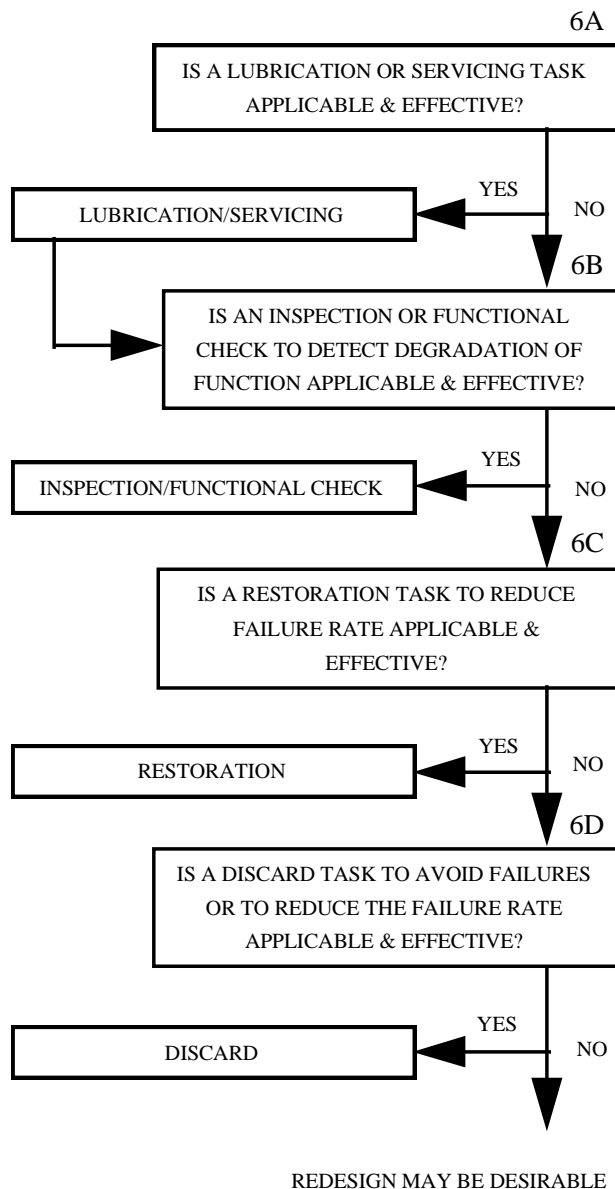 6A
IS A LUBRICATION OR SERVICING TASK
APPLICABLE & EFFECTIVE?
YES
NO
LUBRICATION/SERVICING
6B
IS AN INSPECTION OR FUNCTIONAL
CHECK TO DETECT DEGRADATION OF
FUNCTION APPLICABLE & EFFECTIVE?
YES
NO
INSPECTION/FUNCTIONAL CHECK
6C
IS A RESTORATION TASK TO REDUCE
FAILURE RATE APPLICABLE &
EFFECTIVE?
YES
NO
RESTORATION
6D
IS A DISCARD TASK TO AVOID FAILURES
OR TO REDUCE THE FAILURE RATE
APPLICABLE & EFFECTIVE?
YES
NO
DISCARD
REDESIGN MAY BE DESIRABLE